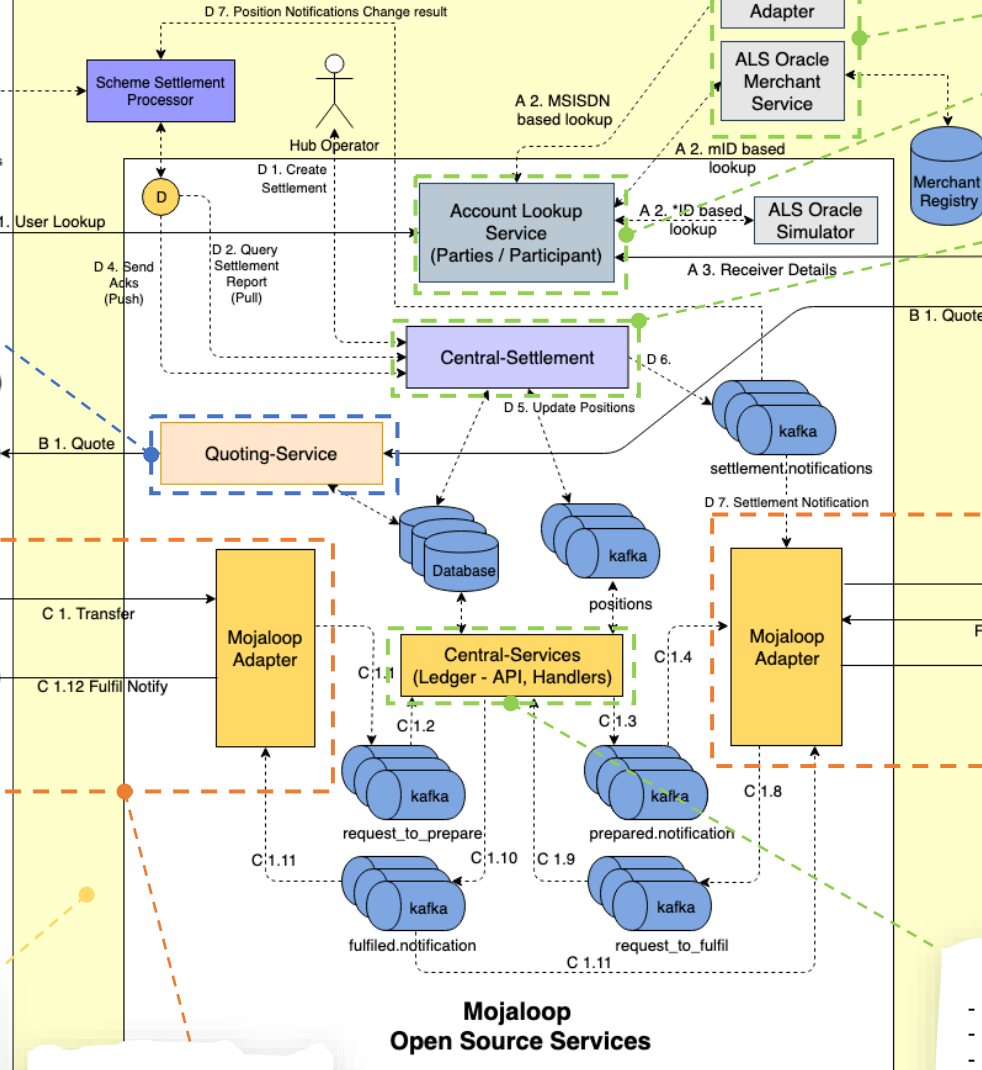 D 7. Position Notifications Change result
Adapter
Scheme Settlement
Processor
ALS Oracle
Merchant
Service
A 2. MSISDN
based lookup
Hub Operator
D 1. Create
Settlement
A 2. mID based
lookup
Merchant
Registry
D
1. User Lookup
Account Lookup
Service
(Parties / Participant)
A 2. *ID based
lookup
ALS Oracle
Simulator
D 4. Send
Acks
(Push)
D 2. Query
Settlement
Report
(Pull)
A 3. Receiver Details
B 1. Quote
Central-Settlement
D 6.
D 5. Update Positions
kafka
settlement.notifications
B 1. Quote
Quoting-Service
D 7. Settlement Notification
Database
kafka
positions
C 1. Transfer
Mojaloop
Adapter
C 1.12 Fulfil Notify
C 1.1
Central-Services
(Ledger - API, Handlers)
C 1.4
Mojaloop
Adapter
F
C 1.2
C 1.3
kafka
request_to_prepare
kafka
prepared.notification
C 1.8
C 1.11
C 1.10
C 1.9
kafka
fulfiled.notification
kafka
request_to_fulfil
C 1.11
Mojaloop
Open Source Services
-
-
-